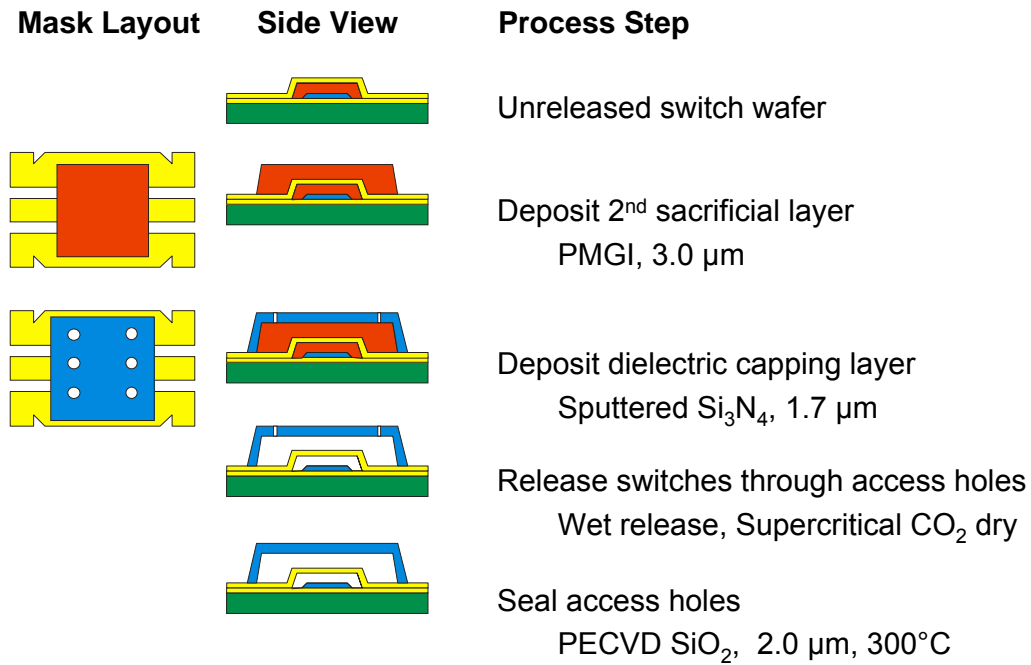 Mask Layout Side View Process Step
Unreleased switch wafer
Deposit 2nd sacrificial layer
PMGI, 3.0 µm
Deposit dielectric capping layer
Sputtered Si3N4, 1.7 µm
Release switches through access holes
Wet release, Supercritical CO2 dry
Seal access holes
PECVD SiO2, 2.0 µm, 300°C